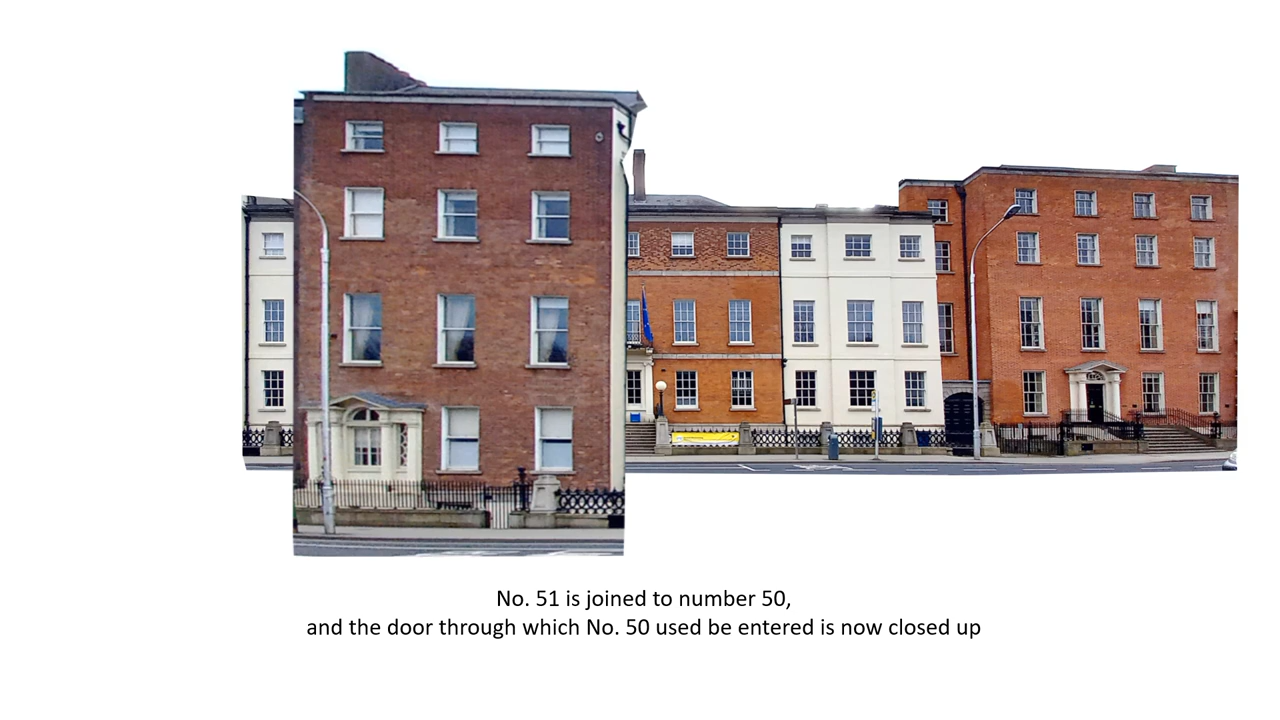 No. 51 is joined to number 50,
and the door through which No. 50 used be entered is now closed up